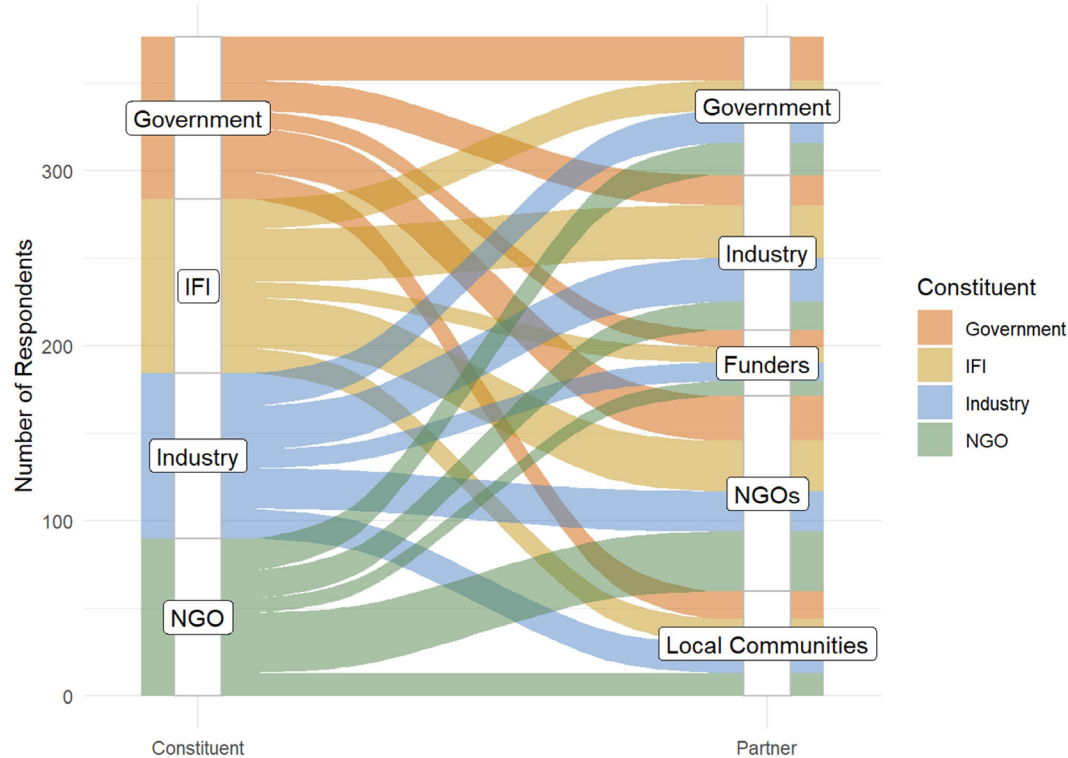 Number of Respondents
300
200
100
0
Government
IFI
Industry
NGO
Government
Industry
Funders
NGOs
Local Communities
Constituent
Partner
Constituent
Government
IFI
Industry
NGO